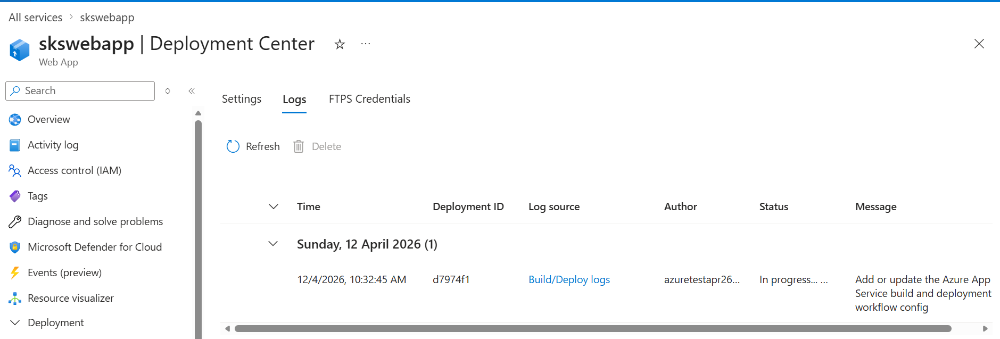 All services > skswebapp
skswebapp | Deployment Center
Web App
Search
Overview
Activity log
Access control (IAM)
Tags
Diagnose and solve problems
Microsoft Defender for Cloud
Events (preview)
Resource visualizer
Deployment
Settings Logs FTPS Credentials
Refresh Delete
Time Deployment ID Log source Author Status Message
Sunday, 12 April 2026 (1)
12/4/2026, 10:32:45 AM d7974f1 Build/Deploy logs azuretestapr26... In progress... ... Add or update the Azure App
Service build and deployment
workflow config